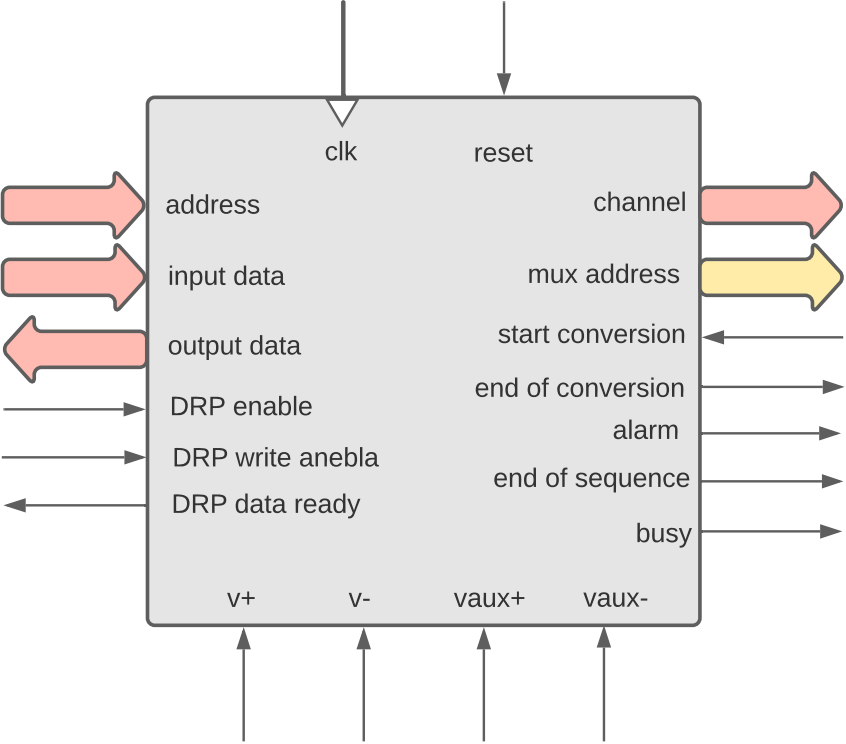 clk
reset
address
channel
input data
mux address
output data
start conversion
DRP enable
end of conversion
alarm
DRP write anebla
end of sequence
DRP data ready
busy
v+
v-
vaux+
vaux-